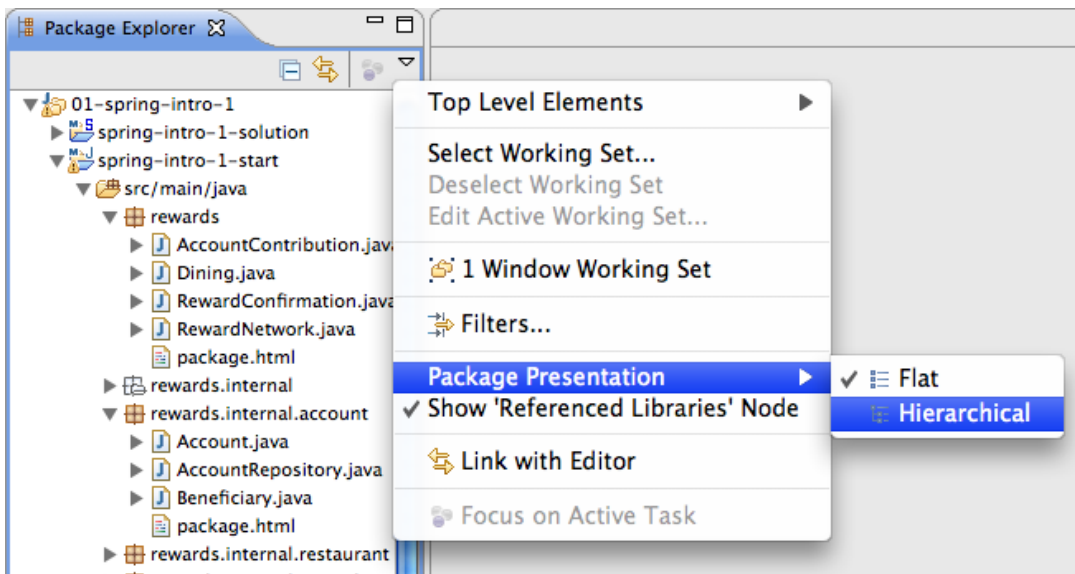 Package Explorer
01-spring-intro-1
spring-intro-1-solution
spring-intro-1-start
src/main/java
rewards
AccountContribution.java
Dining.java
RewardConfirmation.java
RewardNetwork.java
package.html
rewards.internal
rewards.internal.account
Account.java
AccountRepository.java
Beneficiary.java
package.html
rewards.internal.restaurant
Top Level Elements
Select Working Set...
Deselect Working Set
Edit Active Working Set...
1 Window Working Set
Filters...
Package Presentation
Show 'Referenced Libraries' Node
Link with Editor
Focus on Active Task
Flat
Hierarchical